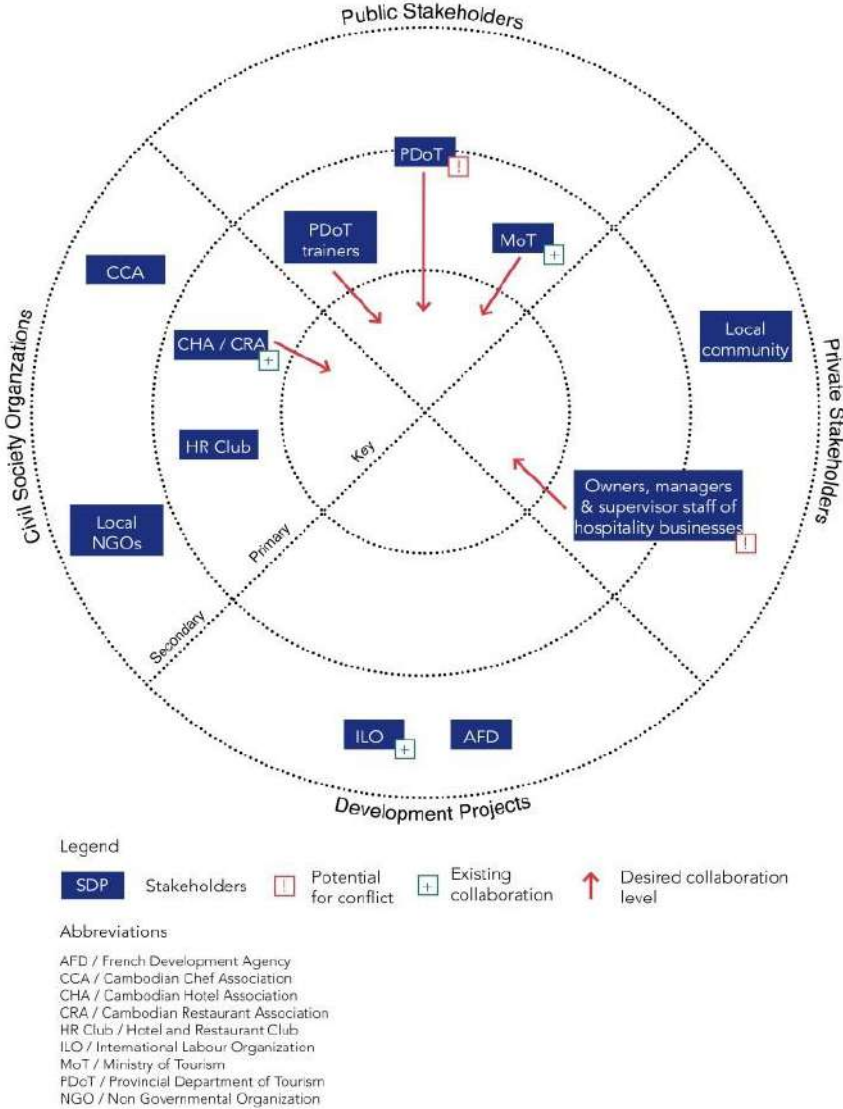 Public Stakeholders
PDoT
!
PDoT
trainers
MoT
+
CCA
CHA / CRA
+
Local
community
HR Club
Key
Civil Society Organzations
Private Stakeholders
Owners, managers
& supervisor staff of
hospitality businesses
!
Local
NGOs
Primary
Secondary
ILO
+
AFD
Development Projects
Legend
SDP
Stakeholders
!
Potential
for conflict
+
Existing
collaboration
Desired collaboration
level
Abbreviations
AFD / French Development Agency
CCA / Cambodian Chef Association
CHA / Cambodian Hotel Association
CRA / Cambodian Restaurant Association
HR Club / Hotel and Restaurant Club
ILO / International Labour Organization
MoT / Ministry of Tourism
PDoT / Provincial Department of Tourism
NGO / Non Governmental Organization